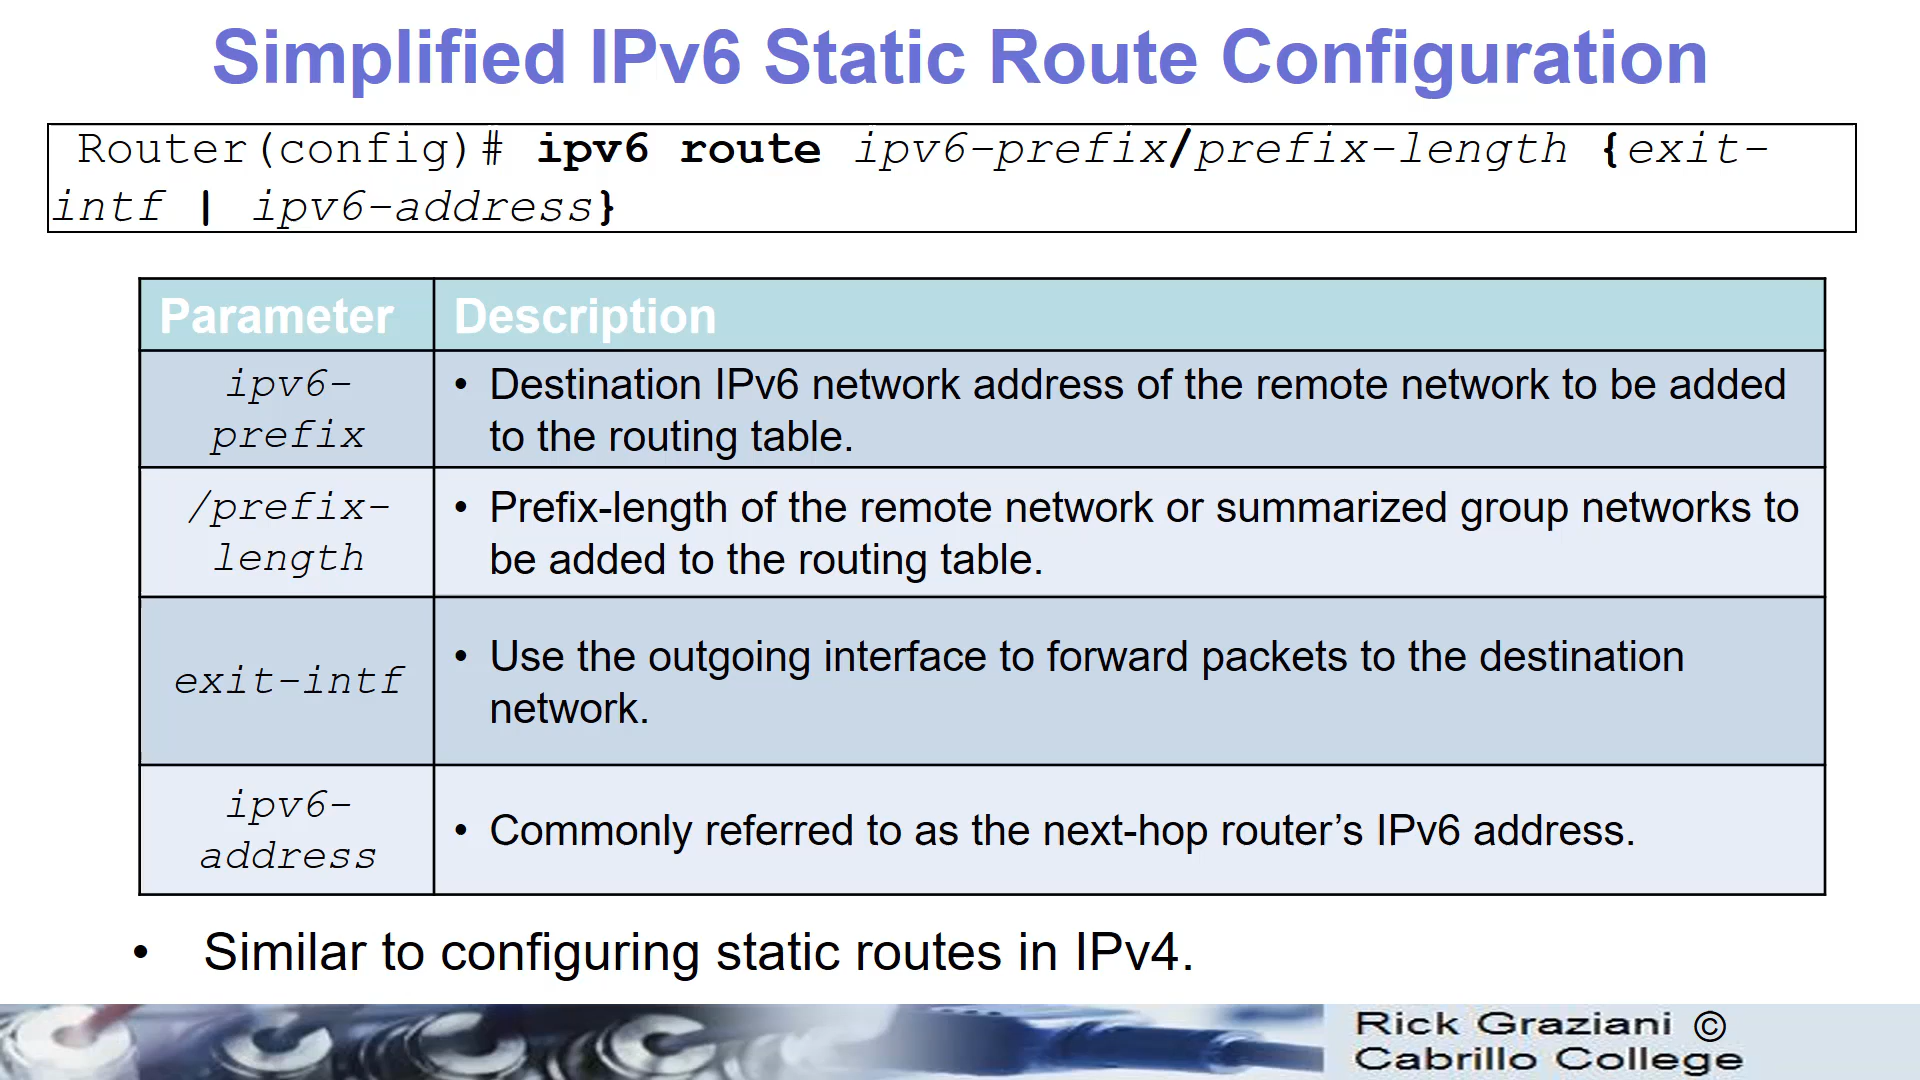 Simplified IPv6 Static Route Configuration
Router(config)# ipv6 route ipv6-prefix/prefix-length {exit-
intf | ipv6-address}
Parameter Description
ipv6-
prefix
• Destination IPv6 network address of the remote network to be added
to the routing table.
/prefix-
length
• Prefix-length of the remote network or summarized group networks to
be added to the routing table.
exit-intf
• Use the outgoing interface to forward packets to the destination
network.
ipv6-
address
• Commonly referred to as the next-hop router’s IPv6 address.
• Similar to configuring static routes in IPv4.
Rick Graziani ©
Cabrillo College